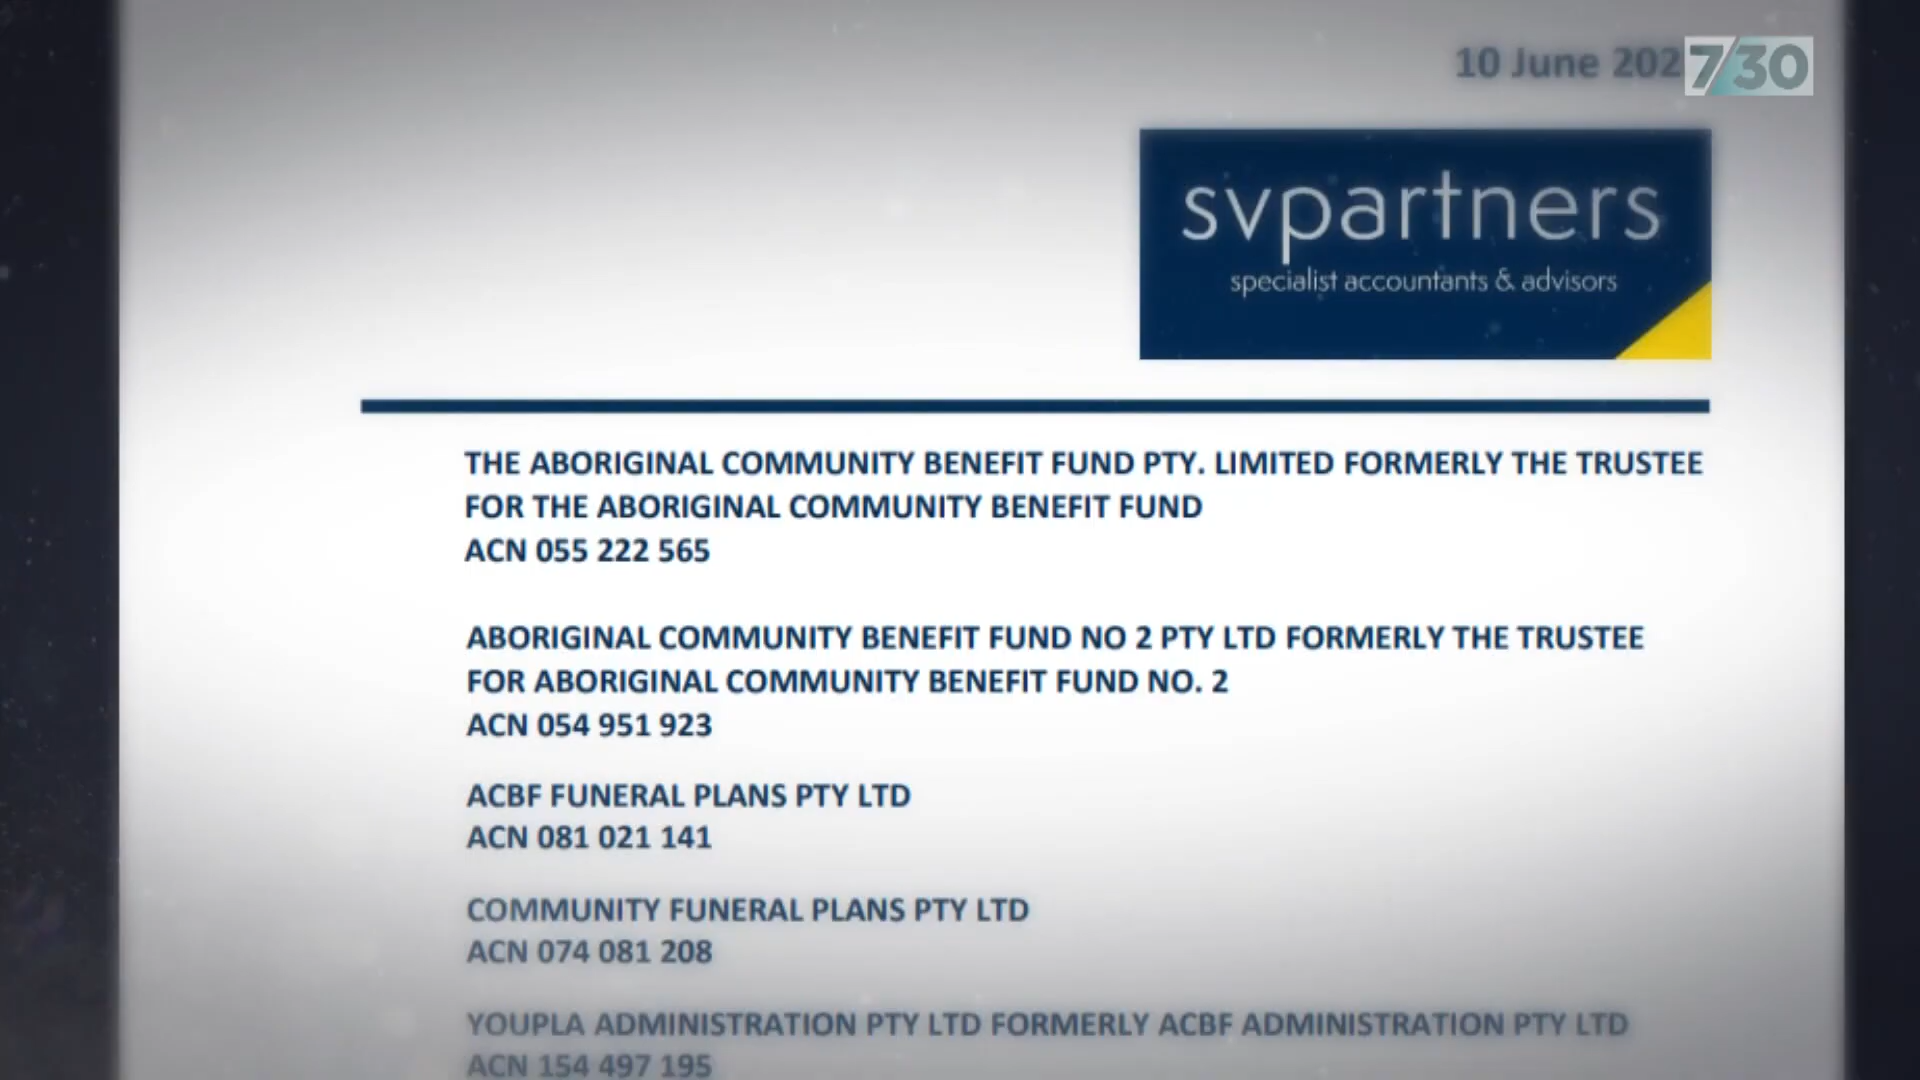 10 June 202
7/30
svpartners
specialist accountants & advisors
THE ABORIGINAL COMMUNITY BENEFIT FUND PTY. LIMITED FORMERLY THE TRUSTEE
FOR THE ABORIGINAL COMMUNITY BENEFIT FUND
ACN 055 222 565
ABORIGINAL COMMUNITY BENEFIT FUND NO 2 PTY LTD FORMERLY THE TRUSTEE
FOR ABORIGINAL COMMUNITY BENEFIT FUND NO. 2
ACN 054 951 923
ACBF FUNERAL PLANS PTY LTD
ACN 081 021 141
COMMUNITY FUNERAL PLANS PTY LTD
ACN 074 081 208
YOUPLA ADMINISTRATION PTY LTD FORMERLY ACBF ADMINISTRATION PTY LTD
ACN 154 497 195